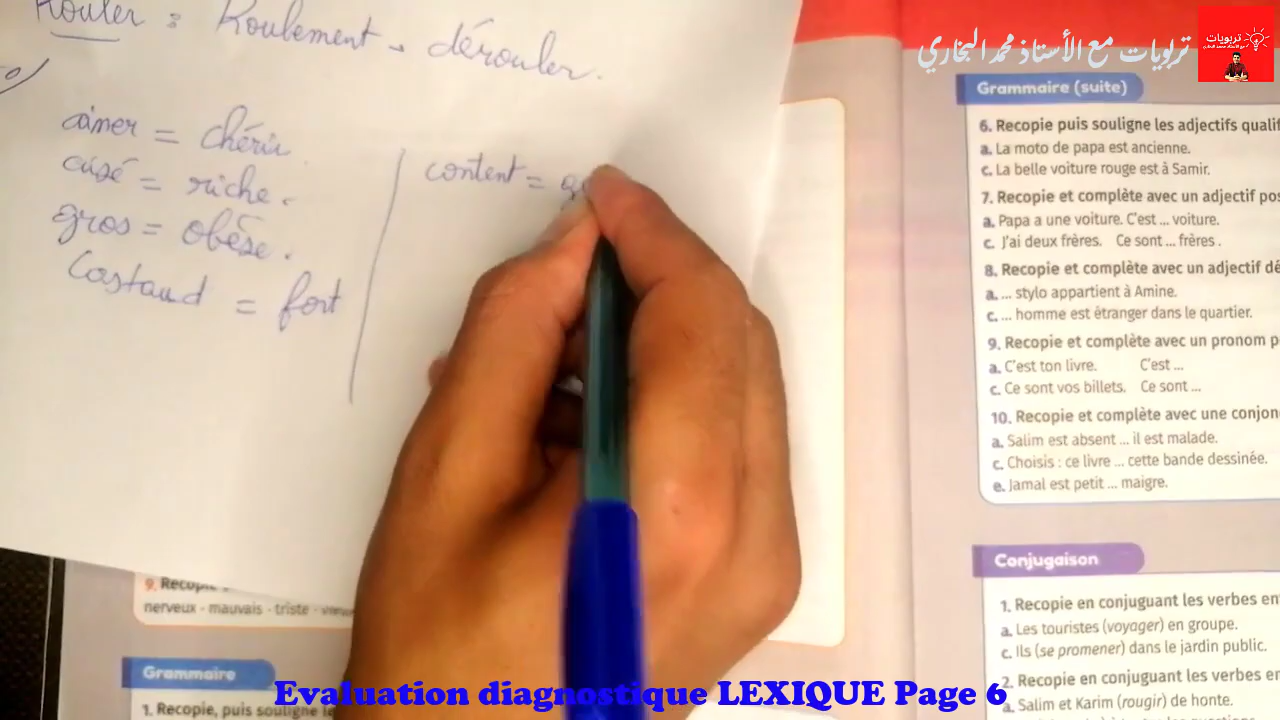 Rouler : Roulement - dérouler.
aimer = chérir
aisé = riche.
gros = obèse.
Costaud = fort
content =
تربويات مع الأستاذ محمد البخاري
تربويات
Grammaire (suite)
6. Recopie puis souligne les adjectifs qualif
a. La moto de papa est ancienne.
c. La belle voiture rouge est à Samir.
7. Recopie et complète avec un adjectif pos
a. Papa a une voiture. C'est ... voiture.
c. J'ai deux frères. Ce sont ... frères .
8. Recopie et complète avec un adjectif dé
a. ... stylo appartient à Amine.
c. ... homme est étranger dans le quartier.
9. Recopie et complète avec un pronom p
a. C'est ton livre. C'est ...
c. Ce sont vos billets. Ce sont ...
10. Recopie et complète avec une conjon
a. Salim est absent ... il est malade.
c. Choisis : ce livre ... cette bande dessinée.
e. Jamal est petit ... maigre.
Conjugaison
1. Recopie en conjuguant les verbes en
a. Les touristes (voyager) en groupe.
c. Ils (se promener) dans le jardin public.
2. Recopie en conjuguant les verbes en
a. Salim et Karim (rougir) de honte.
9. Recopie
nerveux - mauvais - triste -
Grammaire
1. Recopie, puis souligne le
Evaluation diagnostique LEXIQUE Page 6